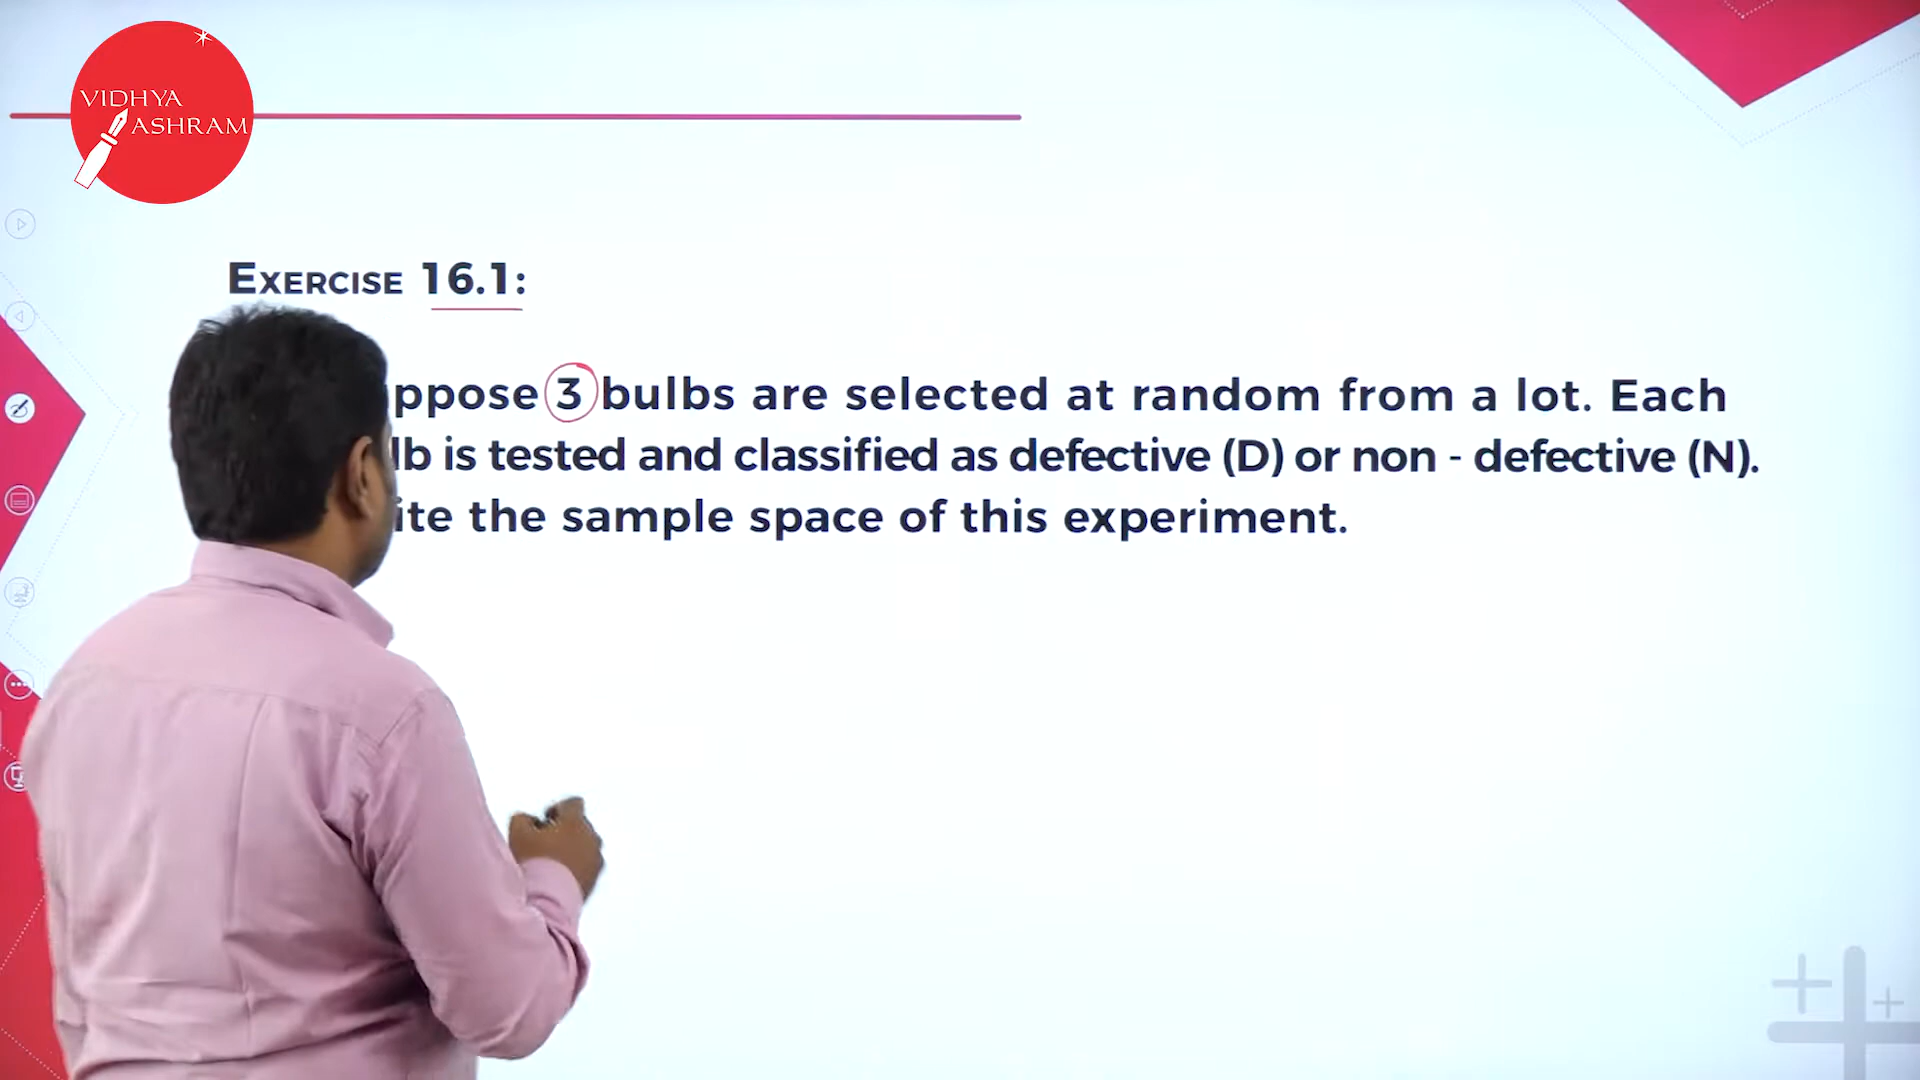 VIDHYA
ASHRAM
EXERCISE 16.1:
ppose 3 bulbs are selected at random from a lot. Each
lb is tested and classified as defective (D) or non - defective (N).
ite the sample space of this experiment.